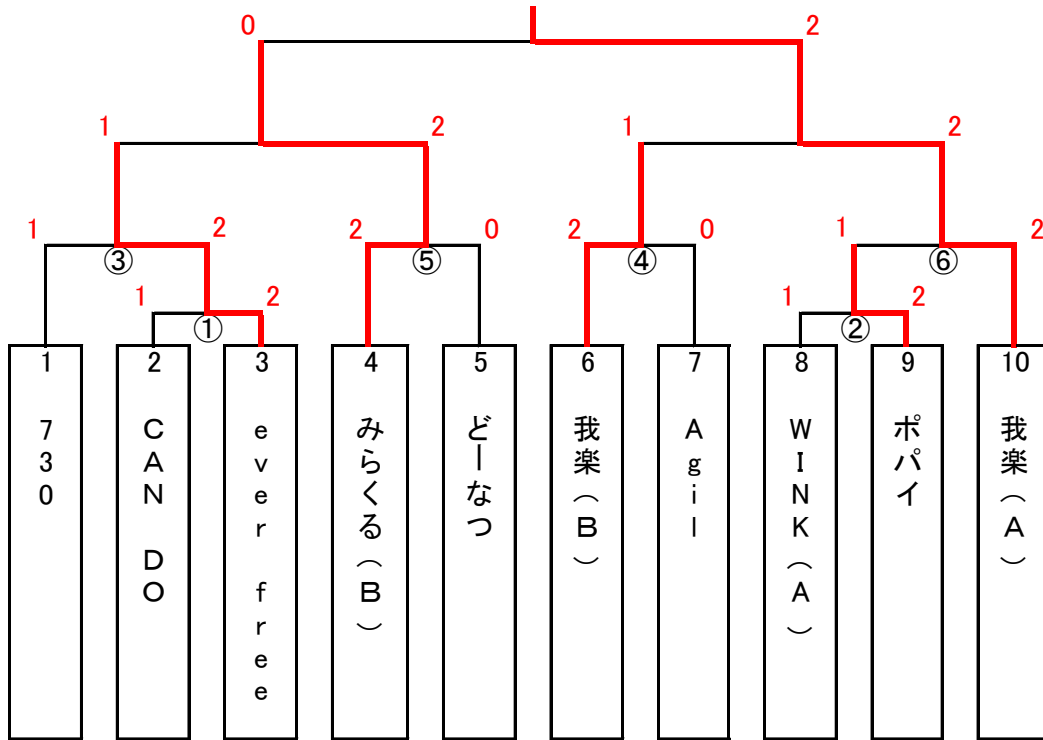 0 2
1 2 1 2
1 2 2 0 2 0 1 2
③ ⑤ ④ ⑥
1 2 1 2
① ②
1 2 3 4 5 6 7 8 9 10
730
CAN DO
ever free
みらくる(B)
どーなつ
我楽(B)
Agil
WINK(A)
ポパイ
我楽(A)